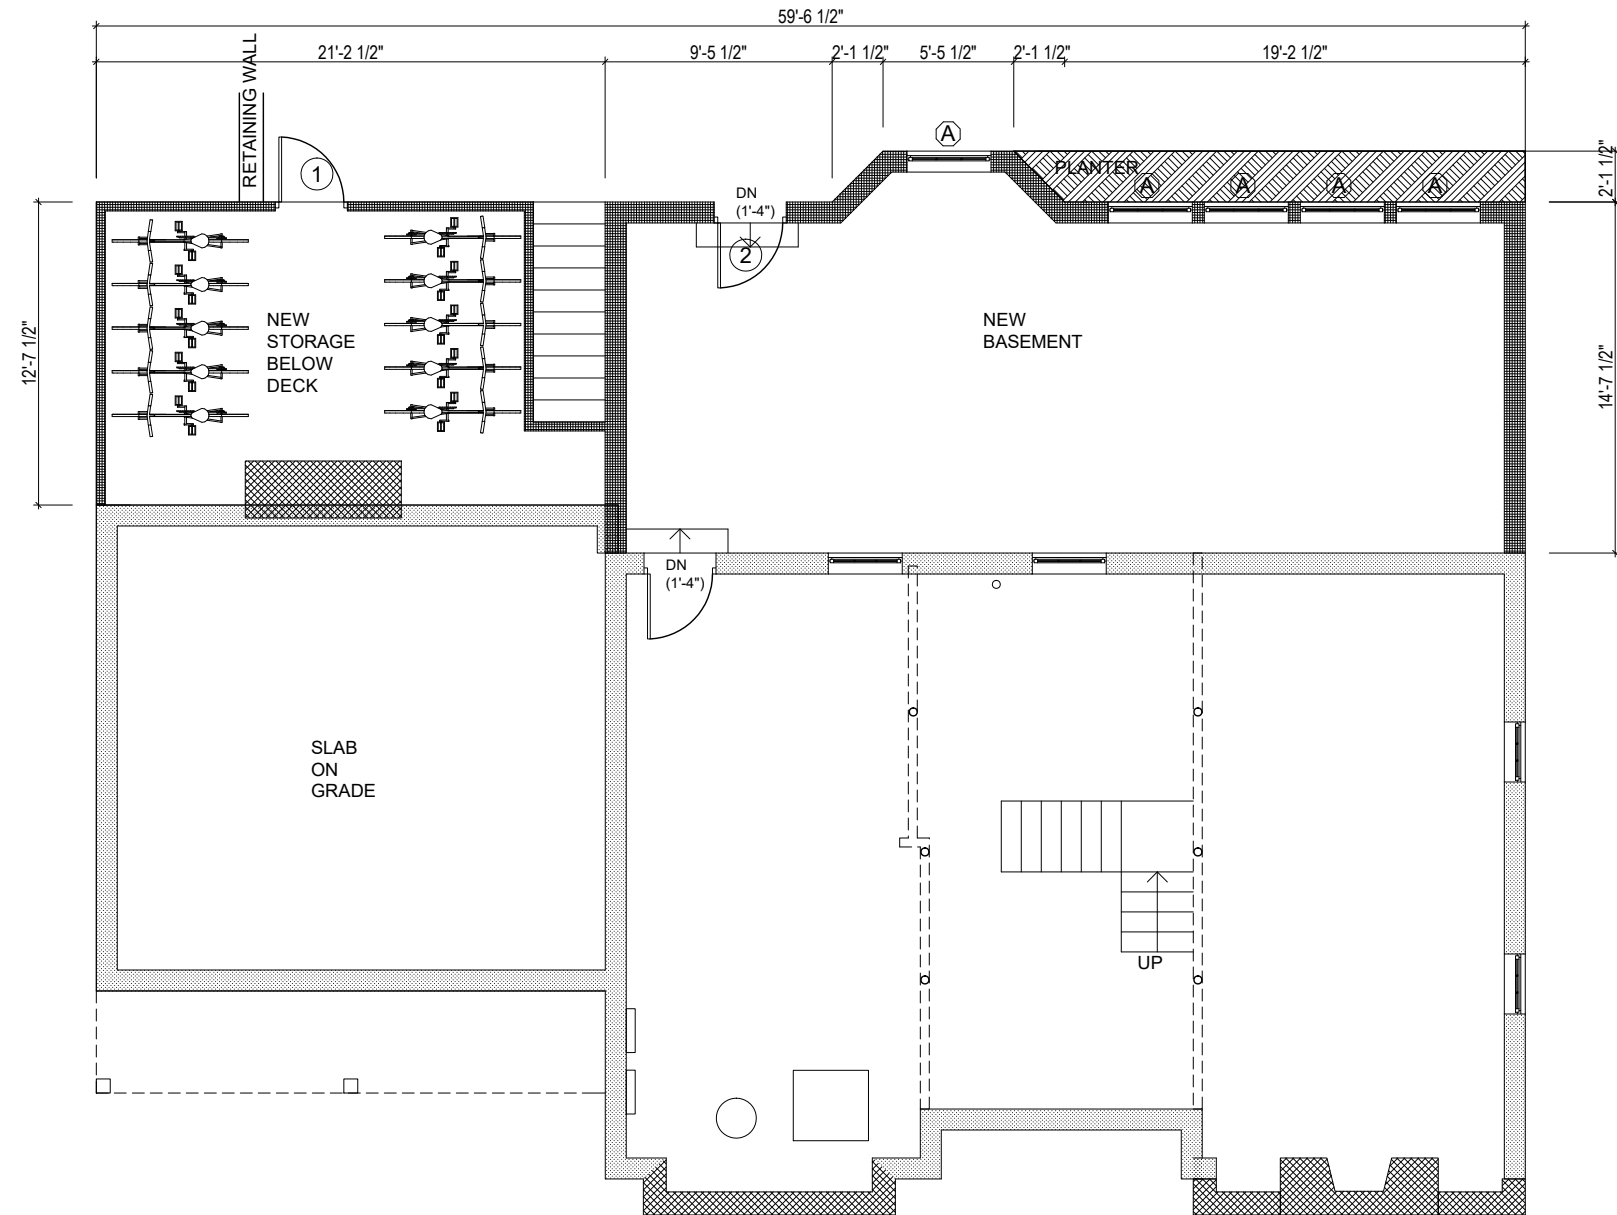 59'-6 1/2"
21'-2 1/2"
9'-5 1/2"
2'-1 1/2"
5'-5 1/2"
2'-1 1/2"
19'-2 1/2"
RETAINING WALL
A
1
DN
(1'-4")
PLANTER
A
A
A
A
2'-1 1/2"
2
NEW
STORAGE
BELOW
DECK
NEW
BASEMENT
12'-7 1/2"
14'-7 1/2"
DN
(1'-4")
SLAB
ON
GRADE
UP